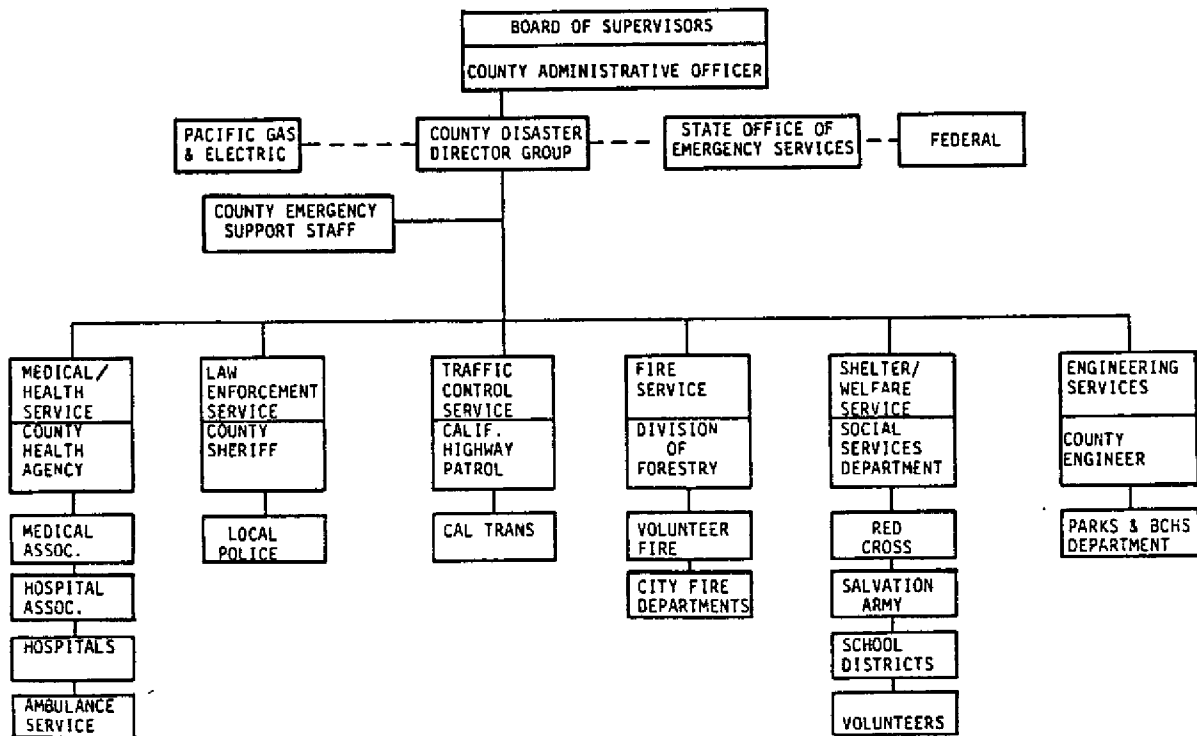 BOARD OF SUPERVISORS
COUNTY ADMINISTRATIVE OFFICER
PACIFIC GAS
& ELECTRIC
COUNTY DISASTER
DIRECTOR GROUP
STATE OFFICE OF
EMERGENCY SERVICES
FEDERAL
COUNTY EMERGENCY
SUPPORT STAFF
MEDICAL/
HEALTH
SERVICE
COUNTY
HEALTH
AGENCY
MEDICAL
ASSOC.
HOSPITAL
ASSOC.
HOSPITALS
AMBULANCE
SERVICE
LAW
ENFORCEMENT
SERVICE
COUNTY
SHERIFF
LOCAL
POLICE
TRAFFIC
CONTROL
SERVICE
CALIF.
HIGHWAY
PATROL
CAL TRANS
FIRE
SERVICE
DIVISION
OF
FORESTRY
VOLUNTEER
FIRE
CITY FIRE
DEPARTMENTS
SHELTER/
WELFARE
SERVICE
SOCIAL
SERVICES
DEPARTMENT
RED
CROSS
SALVATION
ARMY
SCHOOL
DISTRICTS
VOLUNTEERS
ENGINEERING
SERVICES
COUNTY
ENGINEER
PARKS & BCHS
DEPARTMENT